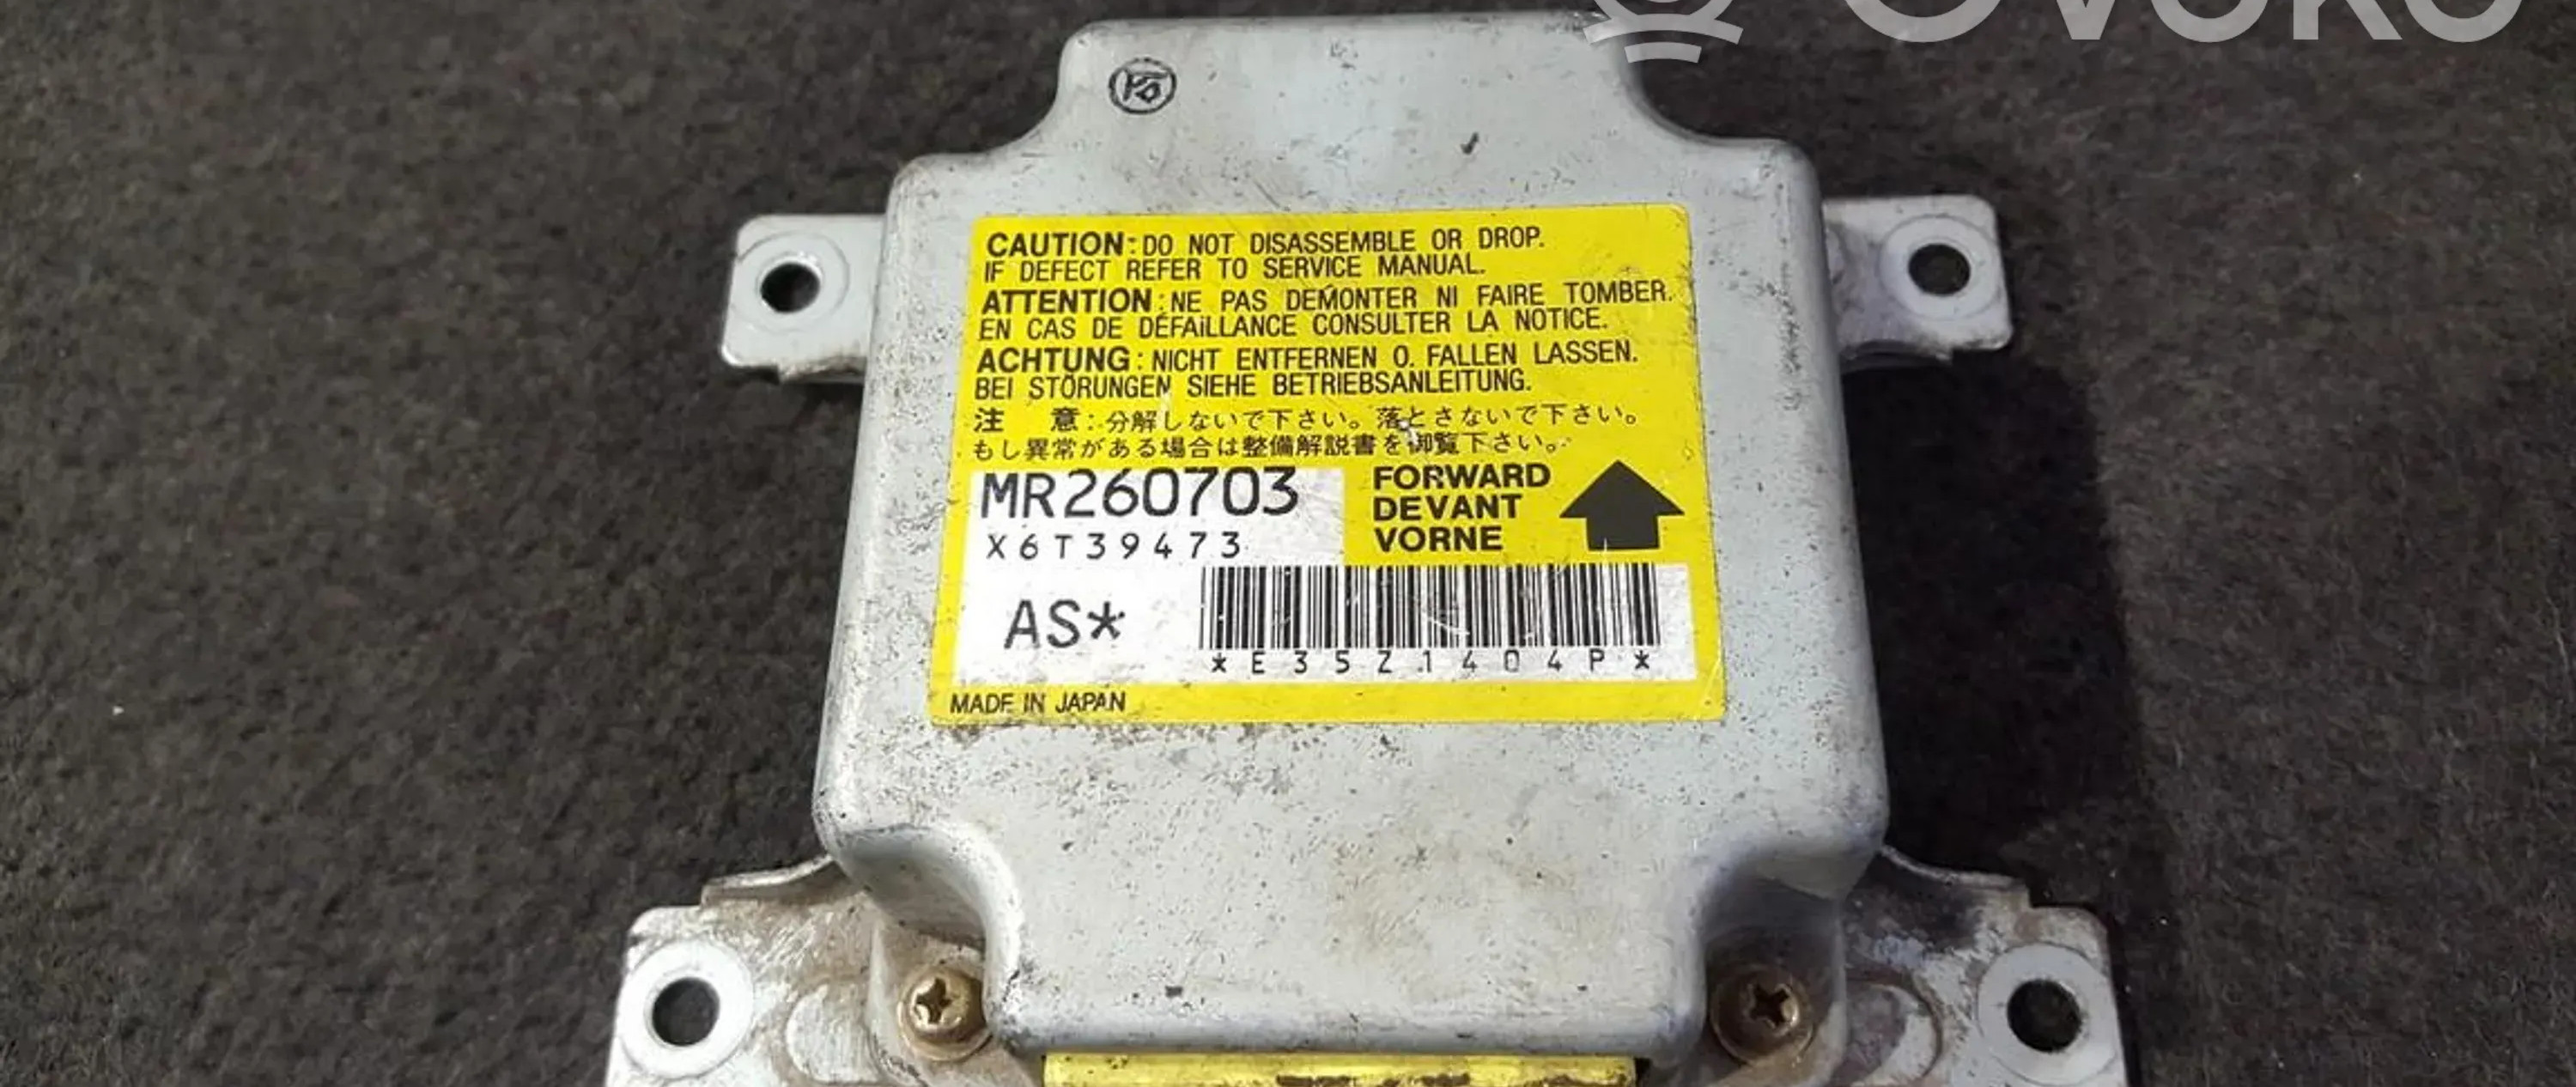 Ovoko
CAUTION: DO NOT DISASSEMBLE OR DROP.
IF DEFECT REFER TO SERVICE MANUAL.
ATTENTION: NE PAS DEMONTER NI FAIRE TOMBER.
EN CAS DE DÉFAiLLANCE CONSULTER LA NOTICE.
ACHTUNG: NICHT ENTFERNEN O. FALLEN LASSEN.
BEI STÖRUNGEN SIEHE BETRIEBSANLEITUNG.
注 意:分解しないで下さい。落とさないで下さい。
もし異常がある場合は整備解説書を御覧下さい。
MR260703
X6T39473
FORWARD
DEVANT
VORNE
AS*
*E35Z1404P*
MADE IN JAPAN